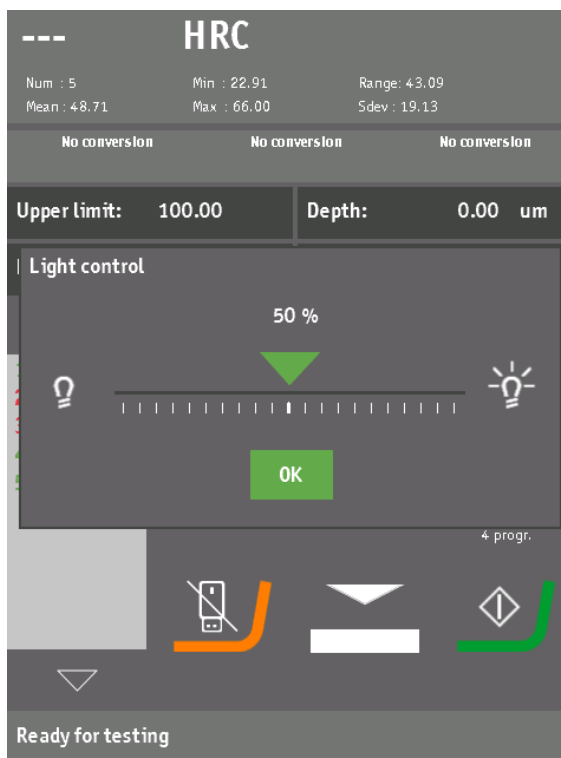 --- HRC
Num : 5 Min : 22.91 Range: 43.09
Mean : 48.71 Max : 66.00 Sdev : 19.13
No conversion No conversion No conversion
Upper limit: 100.00 Depth: 0.00 um
Light control
50 %
OK
4 progr.
Ready for testing